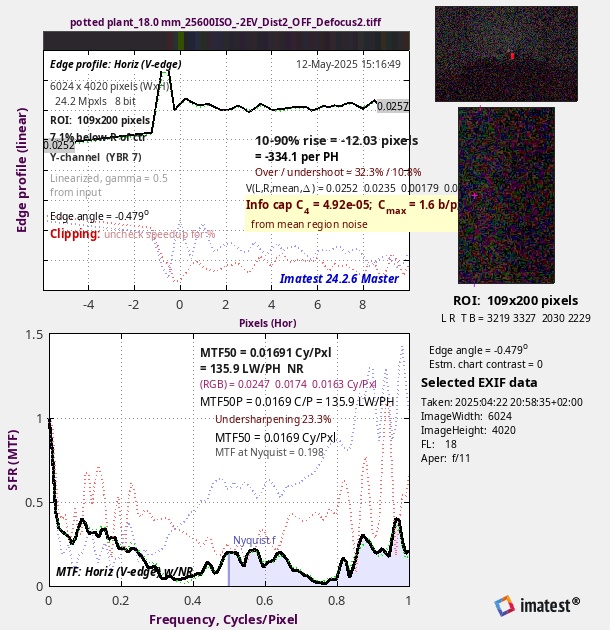 potted plant_18.0 mm_25600ISO_-2EV_Dist2_OFF_Defocus2.tiff
Edge profile: Horiz (V-edge)
12-May-2025 15:16:49
6024 x 4020 pixels (WxH)
24.2 Mpxls 8 bit
0.0257
ROI: 109x200 pixels
7.1% below R of ctr
0.0252
10-90% rise = -12.03 pixels
= -334.1 per PH
Y-channel (YBR 7)
Over / undershoot = 32.3% / 10.8%
Linearized, gamma = 0.5
from input
V(L,R;mean,Δ) = 0.0252 0.0235 0.00179 0.0
Info cap C4 = 4.92e-05; Cmax = 1.6 b/p
Edge angle = -0.479º
from mean region noise
Clipping: uncheck speedup for %
Imatest 24.2.6 Master
Edge profile (linear)
-4 -2 0 2 4 6 8
Pixels (Hor)
ROI: 109x200 pixels
L R T B = 3219 3327 2030 2229
1.5
MTF50 = 0.01691 Cy/Pxl
= 135.9 LW/PH NR
(RGB) = 0.0247 0.0174 0.0163 Cy/Pxl
MTF50P = 0.0169 C/P = 135.9 LW/PH
Undersharpening 23.3%
MTF50 = 0.0169 Cy/Pxl
MTF at Nyquist = 0.198
1
0.5
Nyquist f
MTF: Horiz (V-edge) w/NR
0
SFR (MTF)
0 0.2 0.4 0.6 0.8 1
Frequency, Cycles/Pixel
Edge angle = -0.479º
Estm. chart contrast = 0
Selected EXIF data
Taken: 2025:04:22 20:58:35+02:00
ImageWidth: 6024
ImageHeight: 4020
FL: 18
Aper: f/11
imatest®